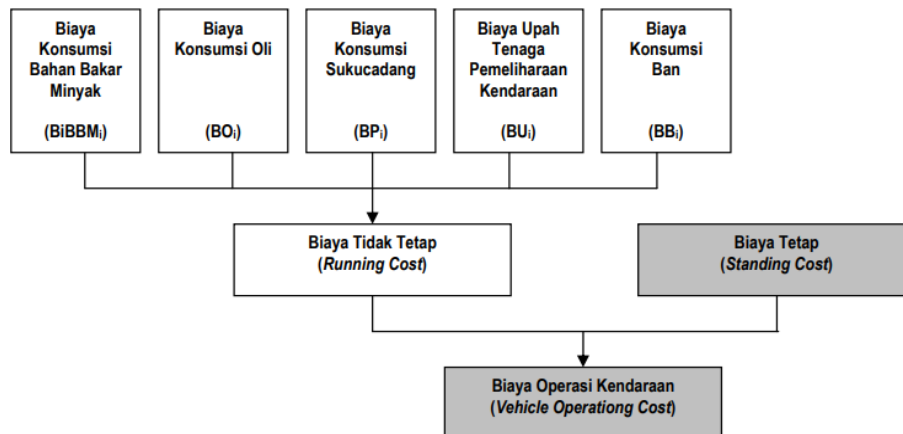 Biaya
Konsumsi
Bahan Bakar
Minyak
(BiBBMi)
Biaya
Konsumsi Oli
(BOi)
Biaya
Konsumsi
Sukucadang
(BPi)
Biaya Upah
Tenaga
Pemeliharaan
Kendaraan
(BUi)
Biaya
Konsumsi
Ban
(BBi)
Biaya Tidak Tetap
(Running Cost)
Biaya Tetap
(Standing Cost)
Biaya Operasi Kendaraan
(Vehicle Operationg Cost)